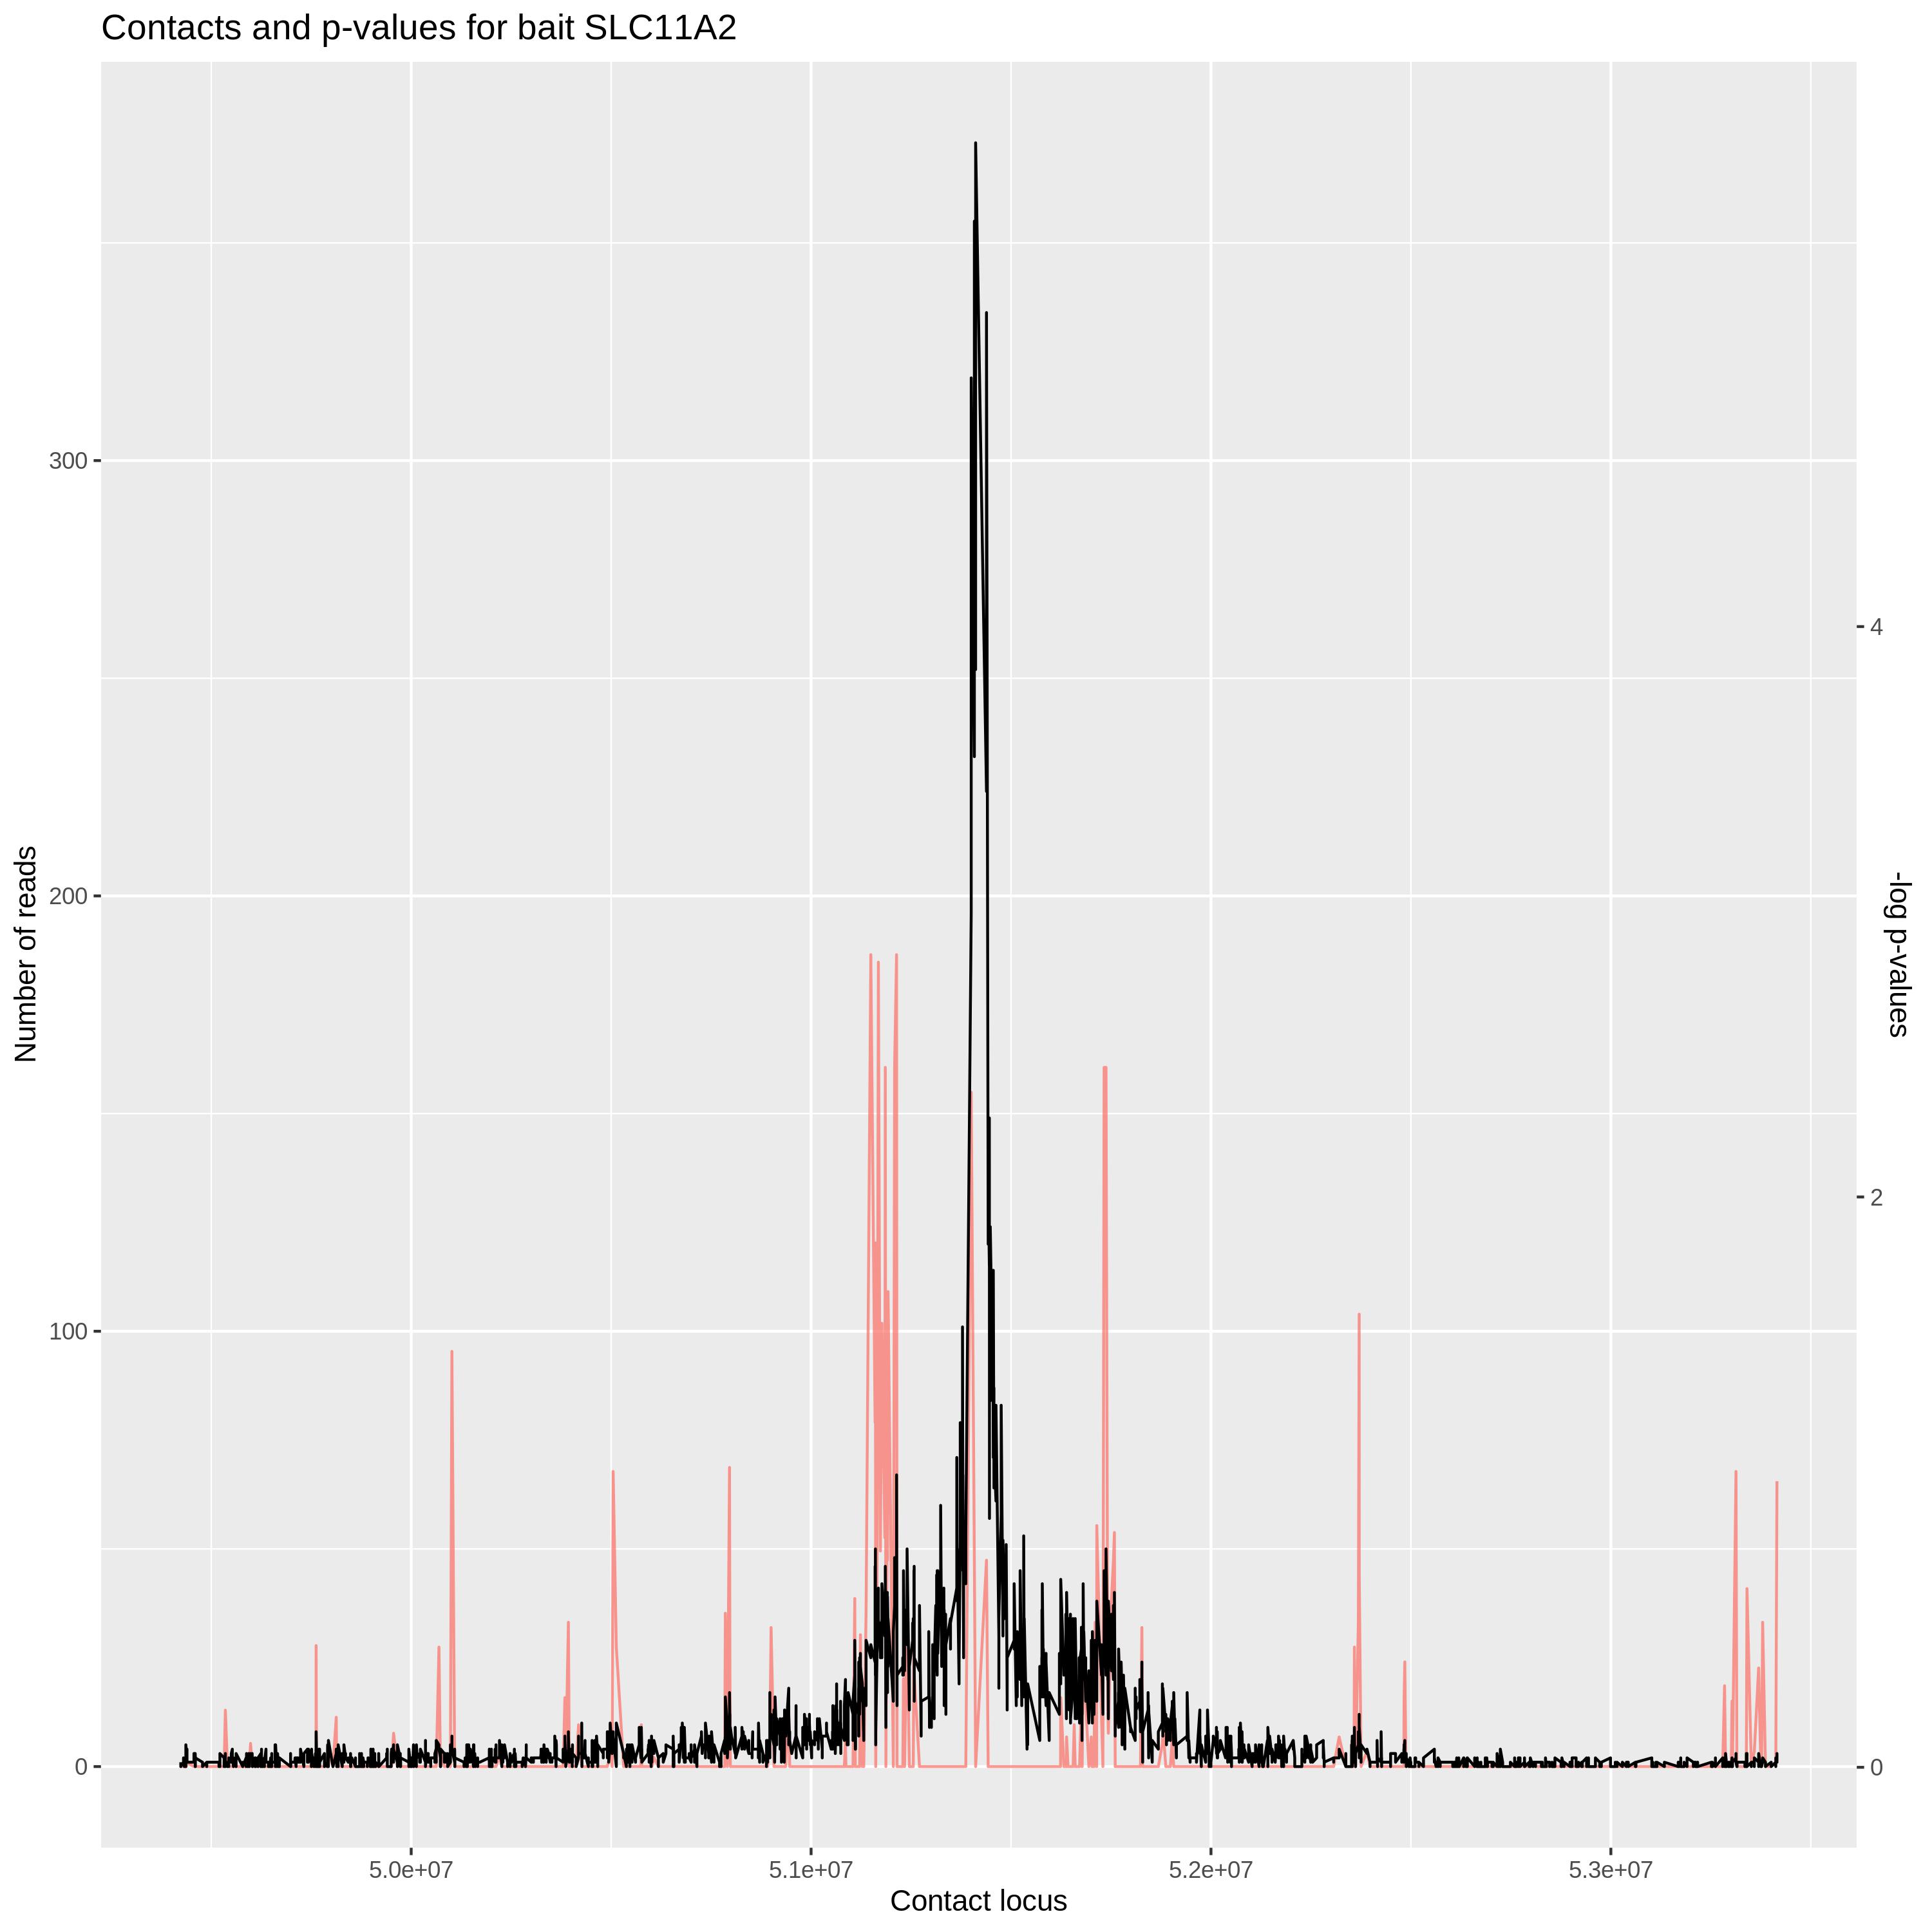 Contacts and p-values for bait SLC11A2
Number of reads
300
200
100
0
4
2
0
-log p-values
5.0e+07
5.1e+07
5.2e+07
5.3e+07
Contact locus